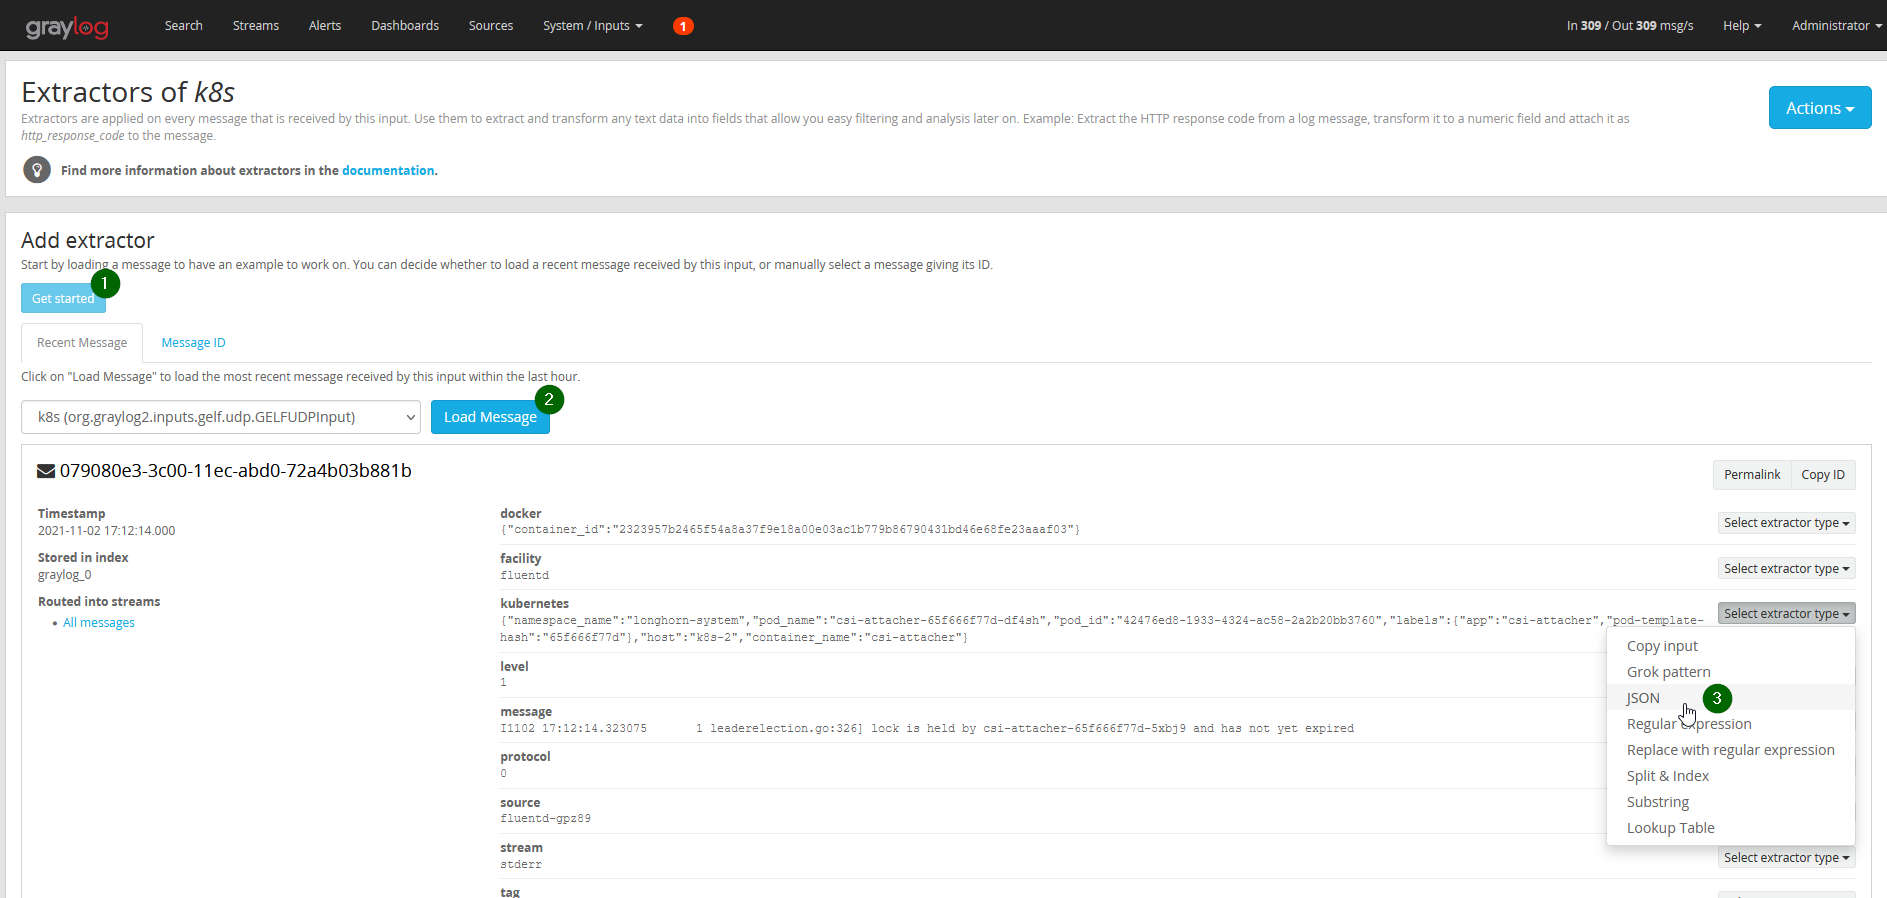 graylog Search Streams Alerts Dashboards Sources System / Inputs 1 In 309 / Out 309 msg/s Help Administrator
Extractors of k8s
Actions
Extractors are applied on every message that is received by this input. Use them to extract and transform any text data into fields that allow you easy filtering and analysis later on. Example: Extract the HTTP response code from a log message, transform it to a numeric field and attach it as
http_response_code to the message.
Find more information about extractors in the documentation.
Add extractor
Start by loading a message to have an example to work on. You can decide whether to load a recent message received by this input, or manually select a message giving its ID.
1
Get started
Recent Message Message ID
Click on "Load Message" to load the most recent message received by this input within the last hour.
2
k8s (org.graylog2.inputs.gelf.udp.GELFUDPInput) Load Message
079080e3-3c00-11ec-abd0-72a4b03b881b Permalink Copy ID
Timestamp
2021-11-02 17:12:14.000
Stored in index
graylog_0
Routed into streams
All messages
docker
{"container_id":"2323957b2465f54a8a37f9e18a00e03ac1b779b86790431bd46e68fe23aaaf03"}
Select extractor type
facility
fluentd
Select extractor type
kubernetes
{"namespace_name":"longhorn-system","pod_name":"csi-attacher-65f666f77d-df4sh","pod_id":"42476ed8-1933-4324-ac58-2a2b20bb3760","labels":{"app":"csi-attacher","pod-template-
hash":"65f666f77d"},"host":"k8s-2","container_name":"csi-attacher"}
Select extractor type
Copy input
Grok pattern
JSON 3
Regular expression
Replace with regular expression
Split & Index
Substring
Lookup Table
level
1
message
I1102 17:12:14.323075 1 leaderelection.go:326] lock is held by csi-attacher-65f666f77d-5xbj9 and has not yet expired
protocol
0
source
fluentd-gpz89
stream
stderr
Select extractor type
tag